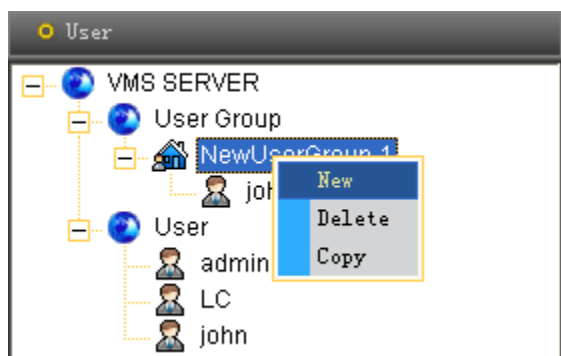 User
VMS SERVER
User Group
NewUserGroup 1
New
Delete
User
admin
Copy
LC
john